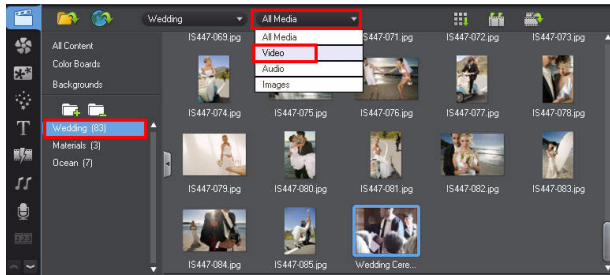 Wedding All Media
IS447-069.jpg IS447-071.jpg IS447-072.jpg IS447-073.jpg
All Media
Video
Audio
Images
All Content
Color Boards
Backgrounds
Wedding (83)
Materials (3)
Ocean (7)
IS447-074.jpg IS447-075.jpg IS447-076.jpg IS447-077.jpg IS447-078.jpg
IS447-079.jpg IS447-080.jpg IS447-081.jpg IS447-082.jpg IS447-083.jpg
IS447-084.jpg IS447-085.jpg Wedding Cere...
T